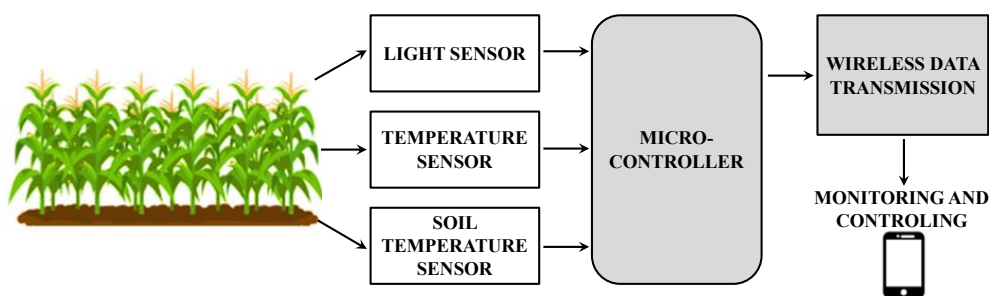 LIGHT SENSOR
TEMPERATURE
SENSOR
SOIL
TEMPERATURE
SENSOR
MICRO-
CONTROLLER
WIRELESS DATA
TRANSMISSION
MONITORING AND
CONTROLING